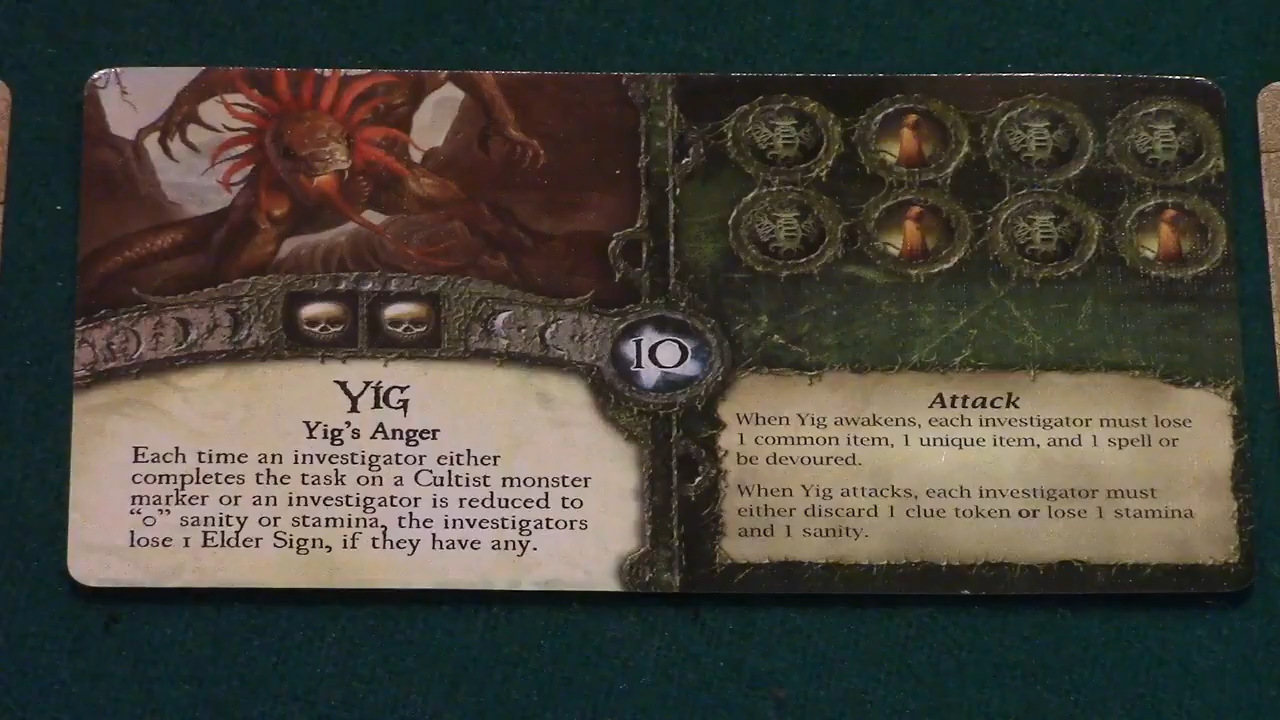 10
Yig
Yig's Anger
Each time an investigator either
completes the task on a Cultist monster
marker or an investigator is reduced to
"0" sanity or stamina, the investigators
lose 1 Elder Sign, if they have any.
Attack
When Yig awakens, each investigator must lose
1 common item, 1 unique item, and 1 spell or
be devoured.
When Yig attacks, each investigator must
either discard 1 clue token or lose 1 stamina
and 1 sanity.